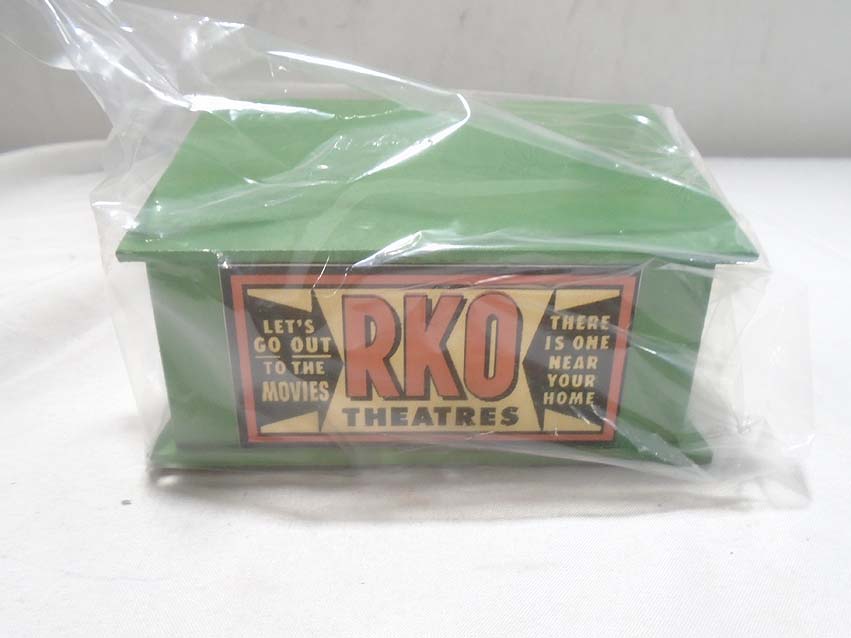 LET'S
GO OUT
TO THE
MOVIES
RKO
THEATRES
THERE
IS ONE
NEAR
YOUR
HOME